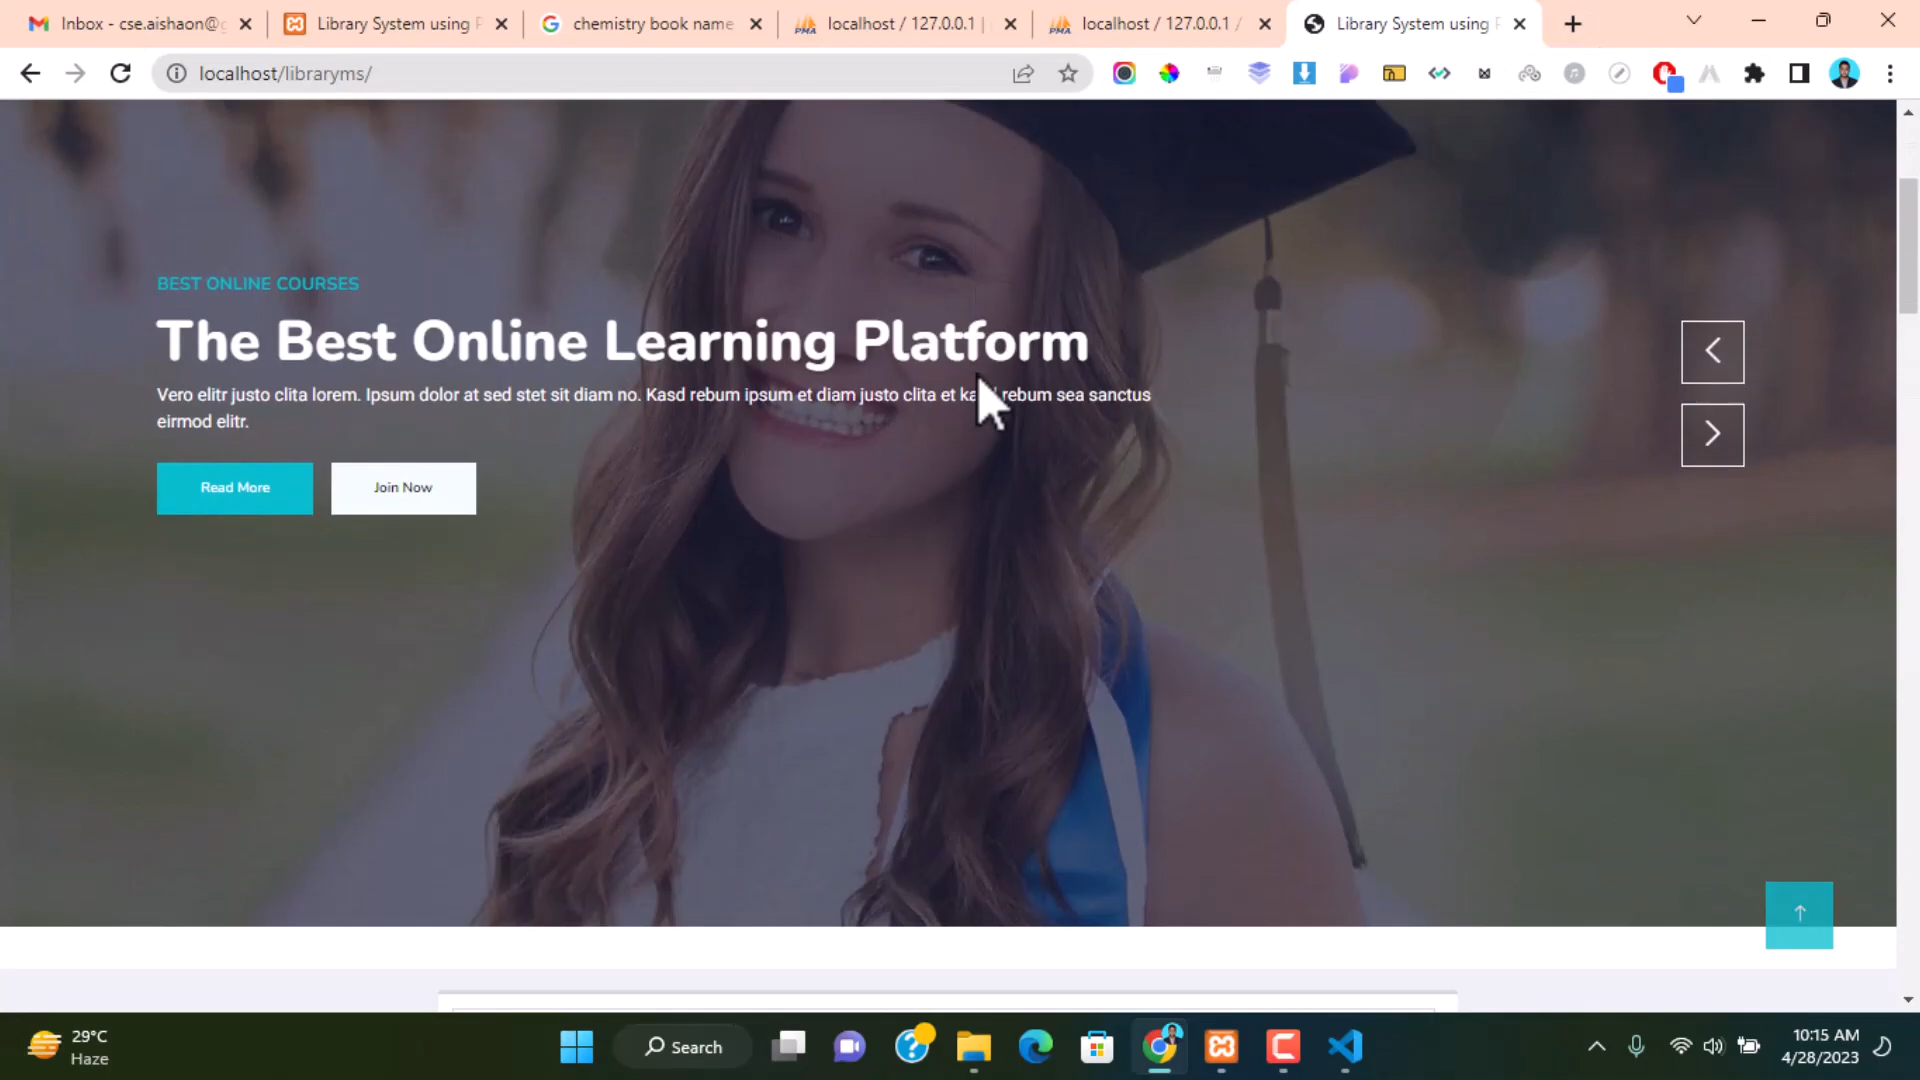 Inbox - cse.aishaon@g
Library System using P
chemistry book name
localhost / 127.0.0.1 |
localhost / 127.0.0.1 /
Library System using P
localhost/libraryms/
BEST ONLINE COURSES
The Best Online Learning Platform
Vero elitr justo clita lorem. Ipsum dolor at sed stet sit diam no. Kasd rebum ipsum et diam justo clita et rebum sea sanctus
eirmod elitr.
Read More
Join Now
29°C
Haze
Search
10:15 AM
4/28/2023